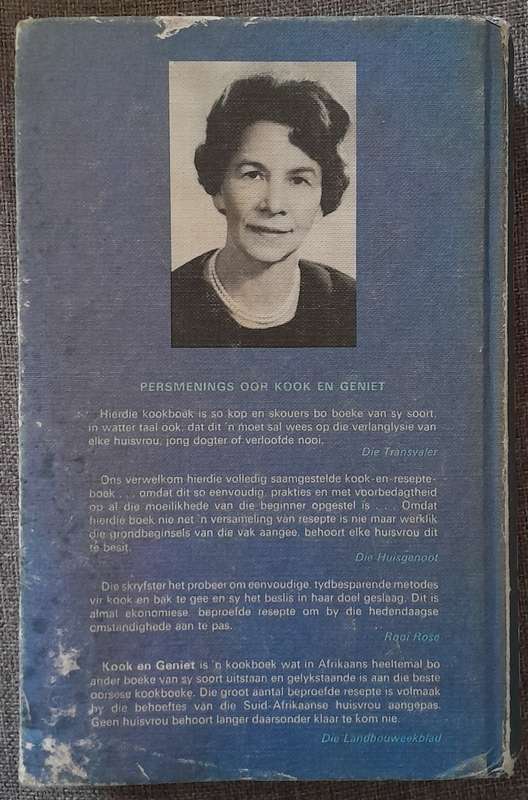 PERSMENINGS OOR KOOK EN GENIET
Hierdie kookboek is so kop en skouers bo boeke van sy soort,
in watter taal ook, dat dit 'n moet sal wees op die verlanglysie van
elke huisvrou, jong dogter of verloofde nooi.
Die Transvaler
Ons verwelkom hierdie volledig saamgestelde kook-en-resepte-
boek . . . omdat dit so eenvoudig, prakties en met voorbedagtheid
op al die moeilikhede van die beginner opgestel is . . . Omdat
hierdie boek nie net 'n versameling van resepte is nie maar werklik
die grondbeginsels van die vak aangee, behoort elke huisvrou dit
te besit.
Die Huisgenoot
Die skryfster het probeer om eenvoudige, tydbesparende metodes
vir kook en bak te gee en sy het beslis in haar doel geslaag. Dit is
almal ekonomiese, beproefde resepte om by die hedendaagse
omstandighede aan te pas.
Rooi Rose
Kook en Geniet is 'n kookboek wat in Afrikaans heeltemal bo
ander boeke van sy soort uitstaan en gelykstaande is aan die beste
oorsese kookboeke. Die groot aantal beproefde resepte is volmaak
by die behoeftes van die Suid-Afrikaanse huisvrou aangepas.
Geen huisvrou behoort langer daarsonder klaar te kom nie.
Die Landbouweekblad